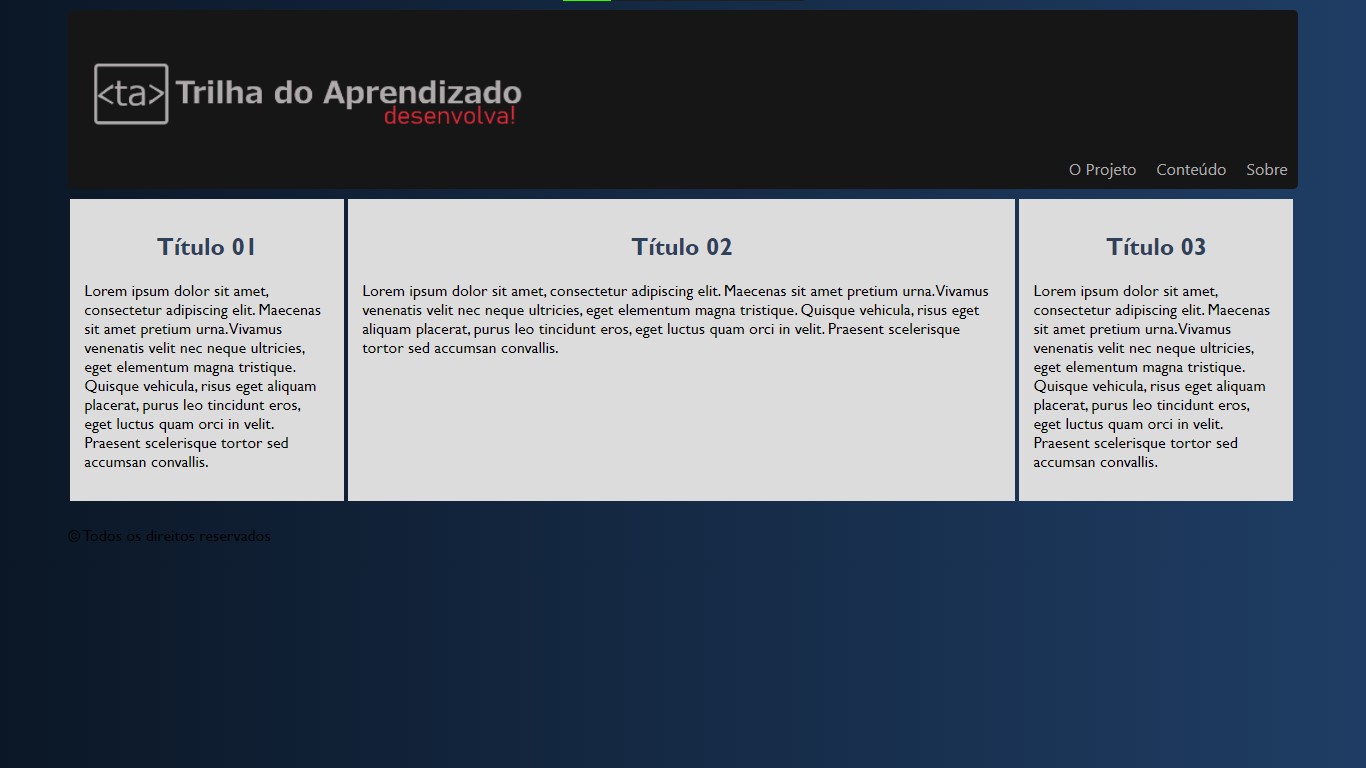 <ta> Trilha do Aprendizado
desenvolva!
O Projeto Conteúdo Sobre
Título 01
Lorem ipsum dolor sit amet,
consectetur adipiscing elit. Maecenas
sit amet pretium urna. Vivamus
venenatis velit nec neque ultricies,
eget elementum magna tristique.
Quisque vehicula, risus eget aliquam
placerat, purus leo tincidunt eros,
eget luctus quam orci in velit.
Praesent scelerisque tortor sed
accumsan convallis.
Título 02
Lorem ipsum dolor sit amet, consectetur adipiscing elit. Maecenas sit amet pretium urna. Vivamus
venenatis velit nec neque ultricies, eget elementum magna tristique. Quisque vehicula, risus eget
aliquam placerat, purus leo tincidunt eros, eget luctus quam orci in velit. Praesent scelerisque
tortor sed accumsan convallis.
Título 03
Lorem ipsum dolor sit amet,
consectetur adipiscing elit. Maecenas
sit amet pretium urna. Vivamus
venenatis velit nec neque ultricies,
eget elementum magna tristique.
Quisque vehicula, risus eget aliquam
placerat, purus leo tincidunt eros,
eget luctus quam orci in velit.
Praesent scelerisque tortor sed
accumsan convallis.
© Todos os direitos reservados